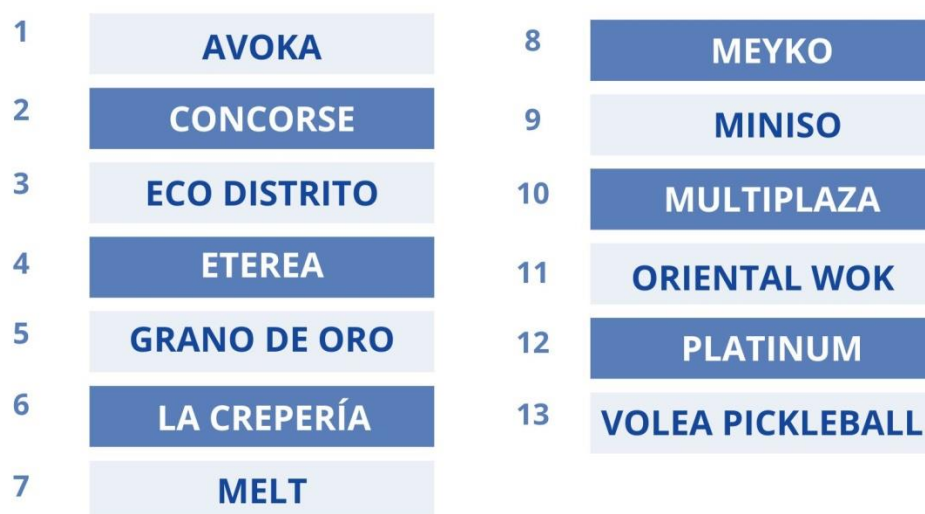 1 AVOKA
2 CONCORSE
3 ECO DISTRITO
4 ETEREA
5 GRANO DE ORO
6 LA CREPERÍA
7 MELT
8 MEYKO
9 MINISO
10 MULTIPLAZA
11 ORIENTAL WOK
12 PLATINUM
13 VOLEA PICKLEBALL